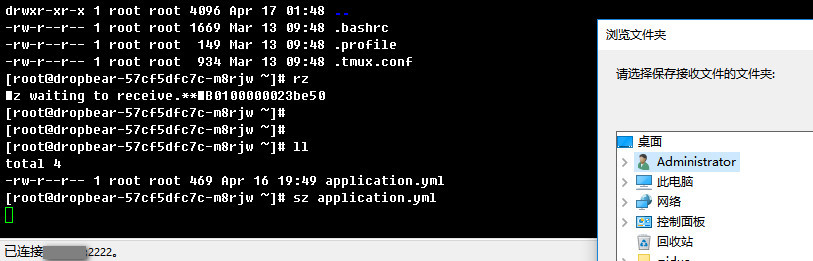 drwxr-xr-x 1 root root 4096 Apr 17 01:48 ..
-rw-r--r-- 1 root root 1669 Mar 13 09:48 .bashrc
-rw-r--r-- 1 root root  149 Mar 13 09:48 .profile
-rw-r--r-- 1 root root  934 Mar 13 09:48 .tmux.conf
[root@dropbear-57cf5dfc7c-m8rjw ~]# rz
z waiting to receive.**B0100000023be50
[root@dropbear-57cf5dfc7c-m8rjw ~]#
[root@dropbear-57cf5dfc7c-m8rjw ~]#
[root@dropbear-57cf5dfc7c-m8rjw ~]# ll
total 4
-rw-r--r-- 1 root root 469 Apr 16 19:49 application.yml
[root@dropbear-57cf5dfc7c-m8rjw ~]# sz application.yml
已连接 2222。
浏览文件夹
请选择保存接收文件的文件夹:
桌面
Administrator
此电脑
网络
控制面板
回收站